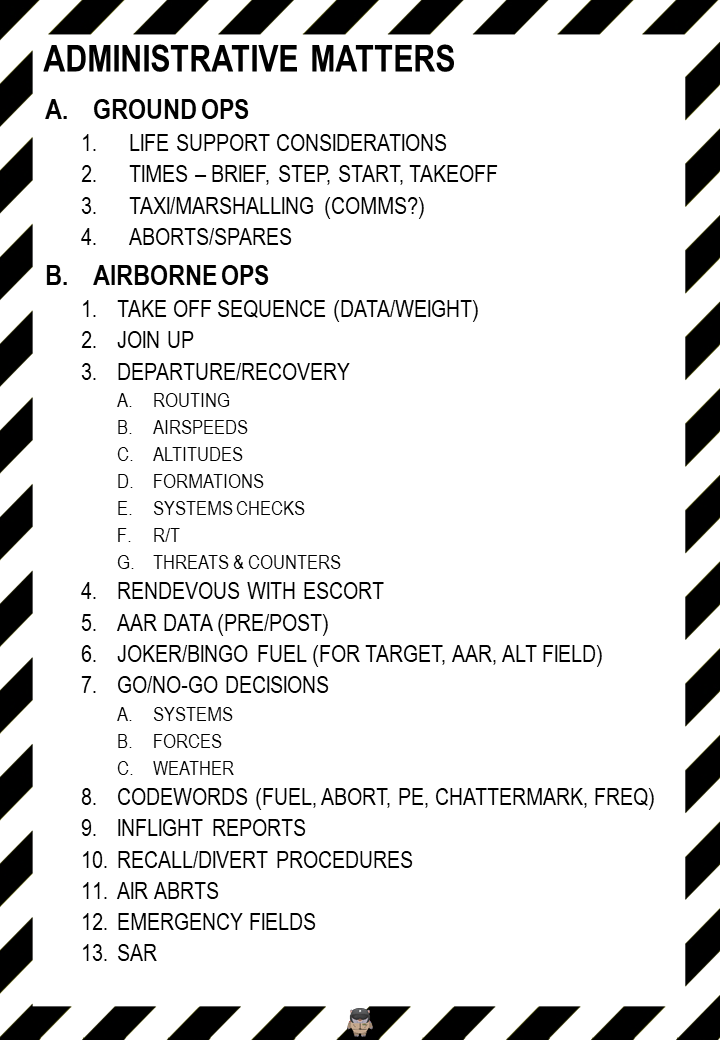 ADMINISTRATIVE MATTERS
A. GROUND OPS
1. LIFE SUPPORT CONSIDERATIONS
2. TIMES – BRIEF, STEP, START, TAKEOFF
3. TAXI/MARSHALLING (COMMS?)
4. ABORTS/SPARES
B. AIRBORNE OPS
1. TAKE OFF SEQUENCE (DATA/WEIGHT)
2. JOIN UP
3. DEPARTURE/RECOVERY
A. ROUTING
B. AIRSPEEDS
C. ALTITUDES
D. FORMATIONS
E. SYSTEMS CHECKS
F. R/T
G. THREATS & COUNTERS
4. RENDEVOUS WITH ESCORT
5. AAR DATA (PRE/POST)
6. JOKER/BINGO FUEL (FOR TARGET, AAR, ALT FIELD)
7. GO/NO-GO DECISIONS
A. SYSTEMS
B. FORCES
C. WEATHER
8. CODEWORDS (FUEL, ABORT, PE, CHATTERMARK, FREQ)
9. INFLIGHT REPORTS
10. RECALL/DIVERT PROCEDURES
11. AIR ABRTS
12. EMERGENCY FIELDS
13. SAR